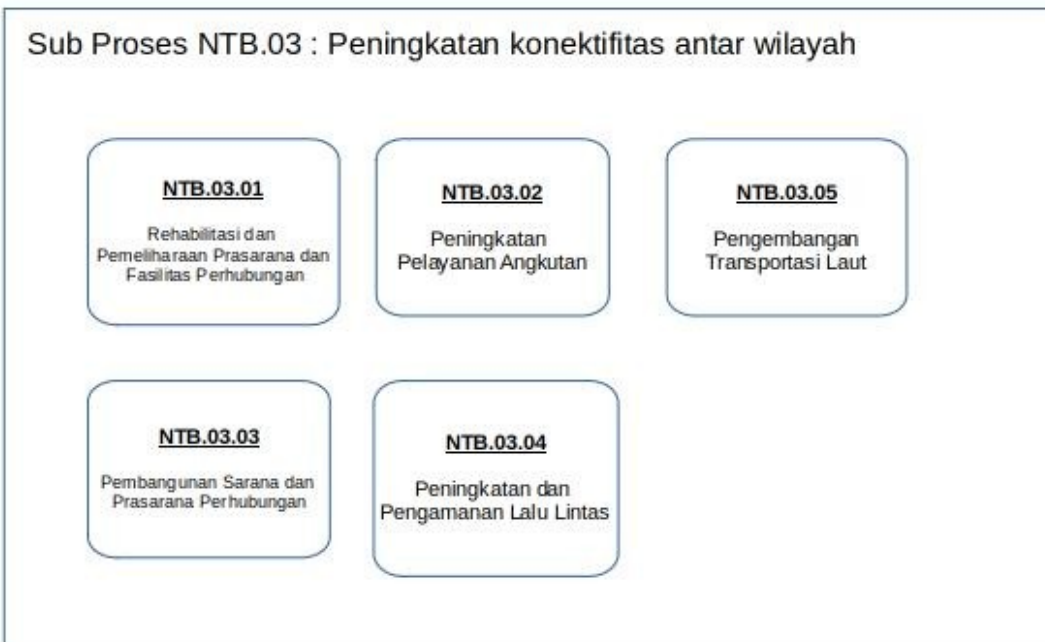 Sub Proses NTB.03 : Peningkatan konektifitas antar wilayah
NTB.03.01
Rehabilitasi dan
Pemeliharaan Prasarana dan
Fasilitas Perhubungan
NTB.03.02
Peningkatan
Pelayanan Angkutan
NTB.03.05
Pengembangan
Transportasi Laut
NTB.03.03
Pembangunan Sarana dan
Prasarana Perhubungan
NTB.03.04
Peningkatan dan
Pengamanan Lalu Lintas